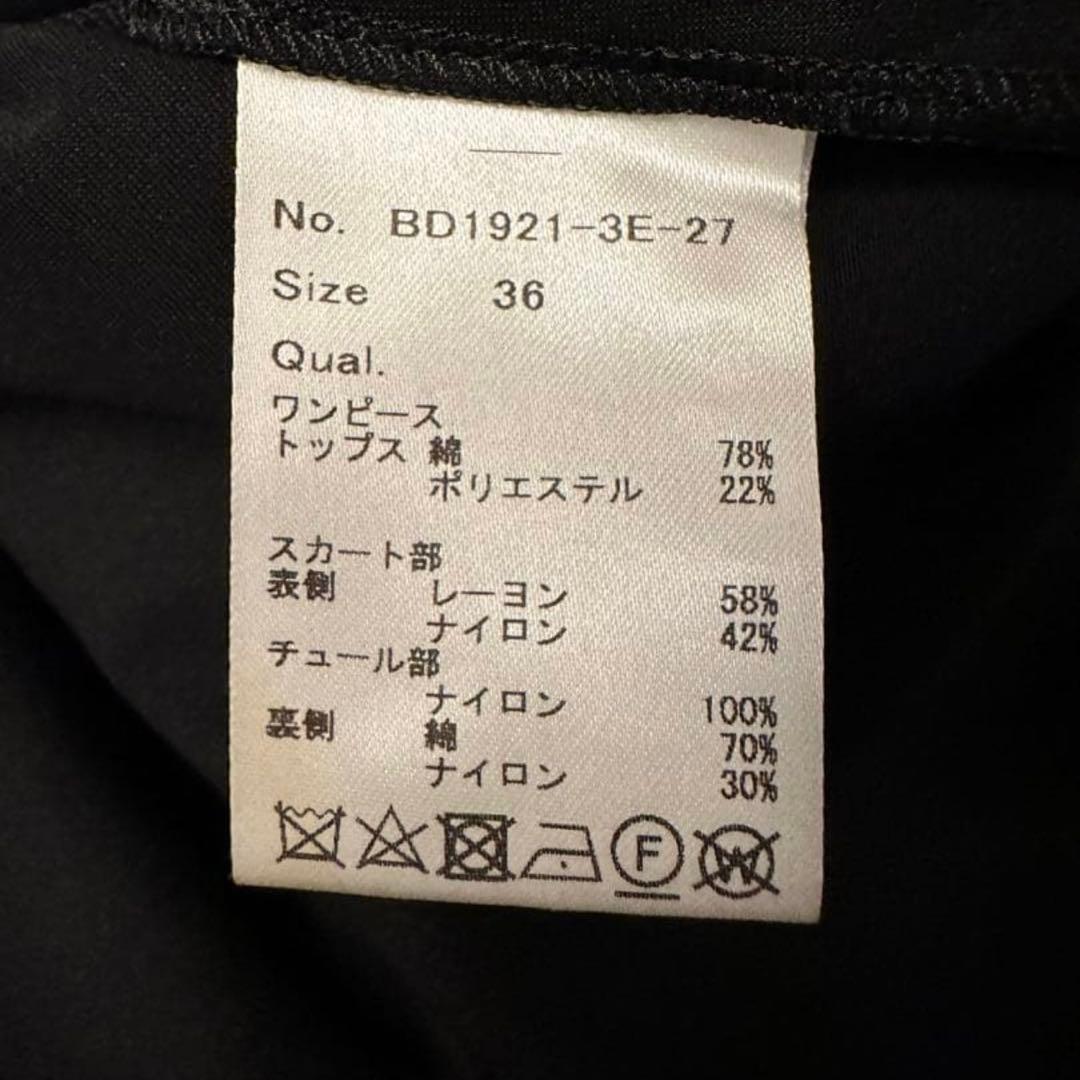 No. BD1921-3E-27
Size 36
Qual.
ワンピース
トップス 綿 78%
ポリエステル 22%
スカート部
表側 レーヨン 58%
ナイロン 42%
チュール部
ナイロン 100%
裏側 綿 70%
ナイロン 30%
F W